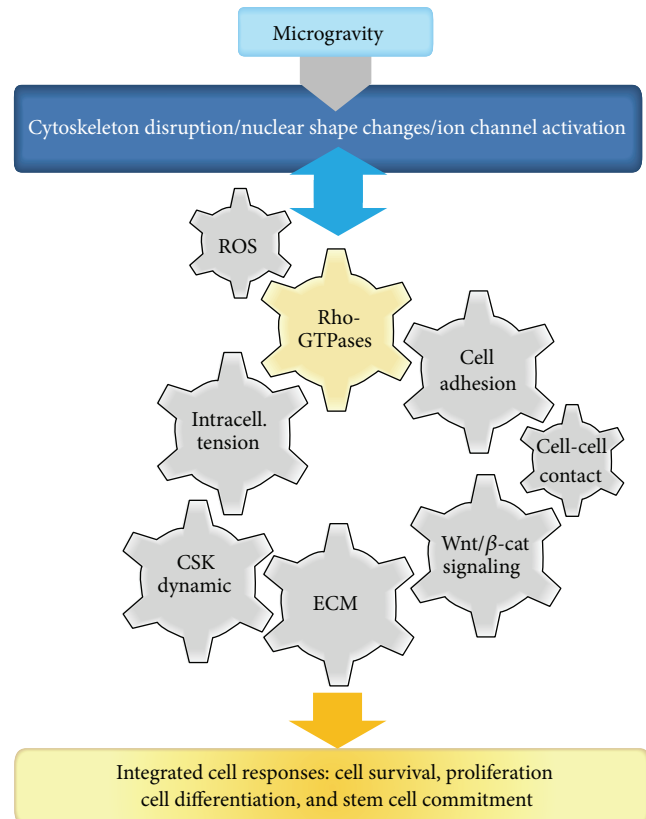 Microgravity
Cytoskeleton disruption/nuclear shape changes/ion channel activation
ROS
Rho-
GTPases
Cell
adhesion
Intracell.
tension
Cell-cell
contact
CSK
dynamic
ECM
Wnt/β-cat
signaling
Integrated cell responses: cell survival, proliferation
cell differentiation, and stem cell commitment